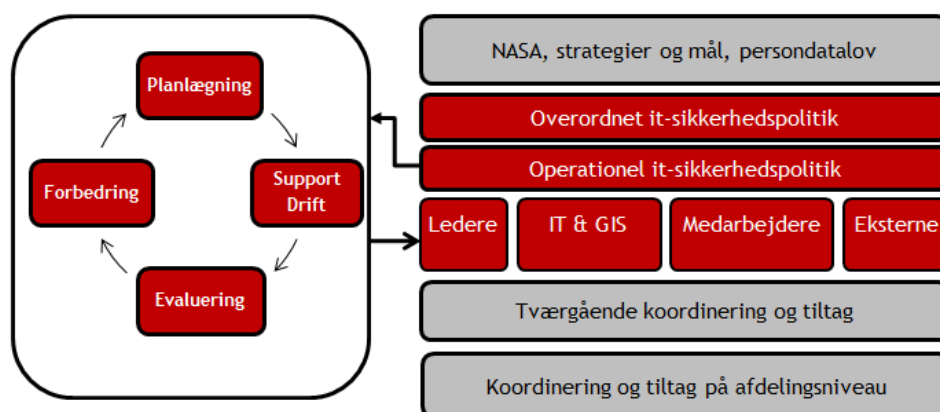 Planlægning
Support
Drift
Evaluering
Forbedring
NASA, strategier og mål, persondatalov
Overordnet it-sikkerhedspolitik
Operationel it-sikkerhedspolitik
Ledere
IT & GIS
Medarbejdere
Eksterne
Tværgående koordinering og tiltag
Koordinering og tiltag på afdelingsniveau